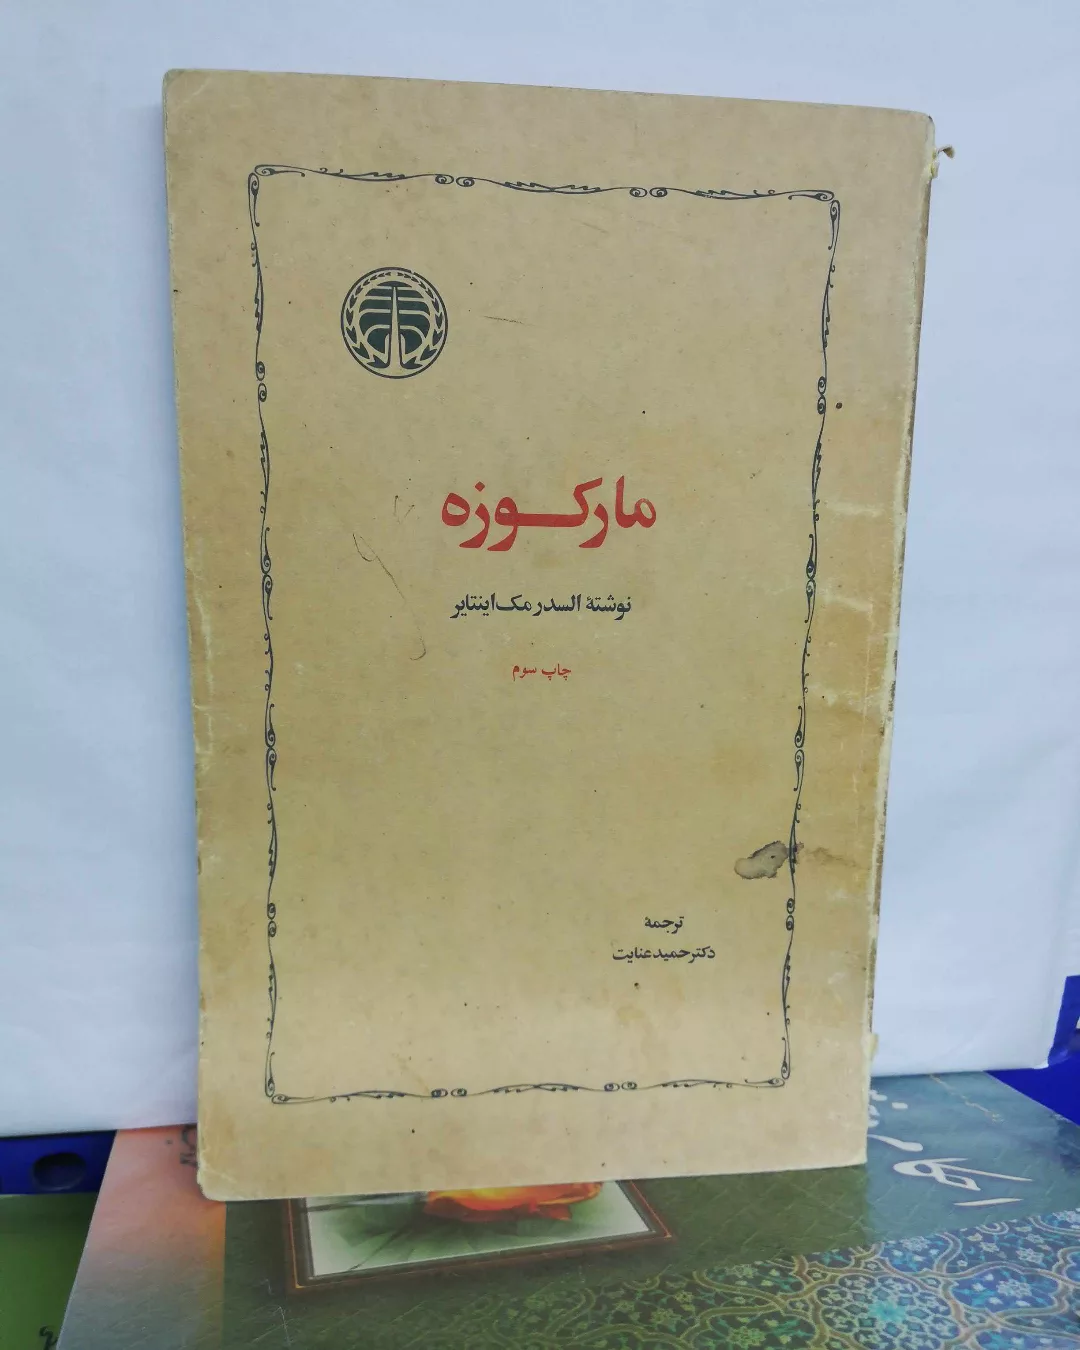 مارکوزه
نوشتهٔ السدر مک‌اینتایر
چاپ سوم
ترجمهٔ
دکتر حمید عنایت